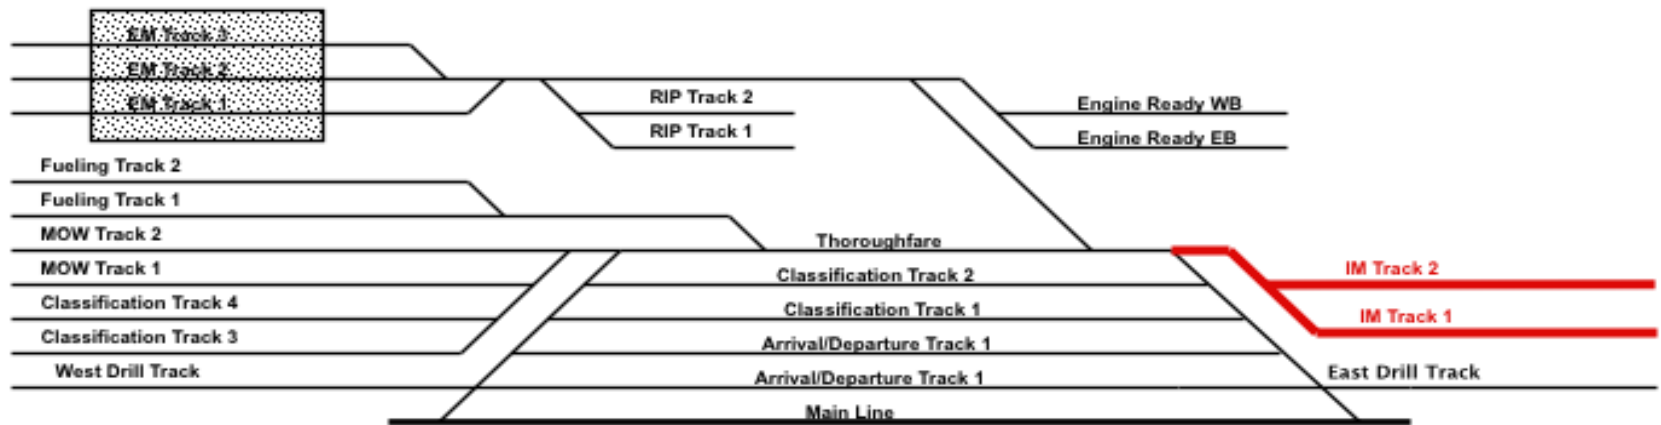 EM Track 3
EM Track 2
EM Track 1
RIP Track 2
RIP Track 1
Engine Ready WB
Engine Ready EB
Fueling Track 2
Fueling Track 1
MOW Track 2
MOW Track 1
Classification Track 4
Classification Track 3
West Drill Track
Thoroughfare
Classification Track 2
Classification Track 1
Arrival/Departure Track 1
Arrival/Departure Track 1
Main Line
IM Track 2
IM Track 1
East Drill Track